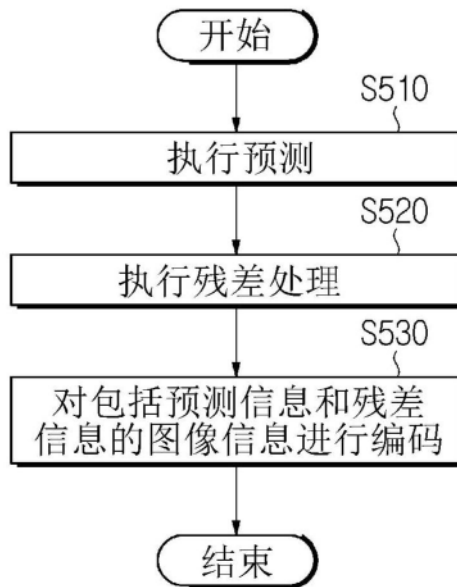 开始
S510
执行预测
S520
执行残差处理
S530
对包括预测信息和残差
信息的图像信息进行编码
结束